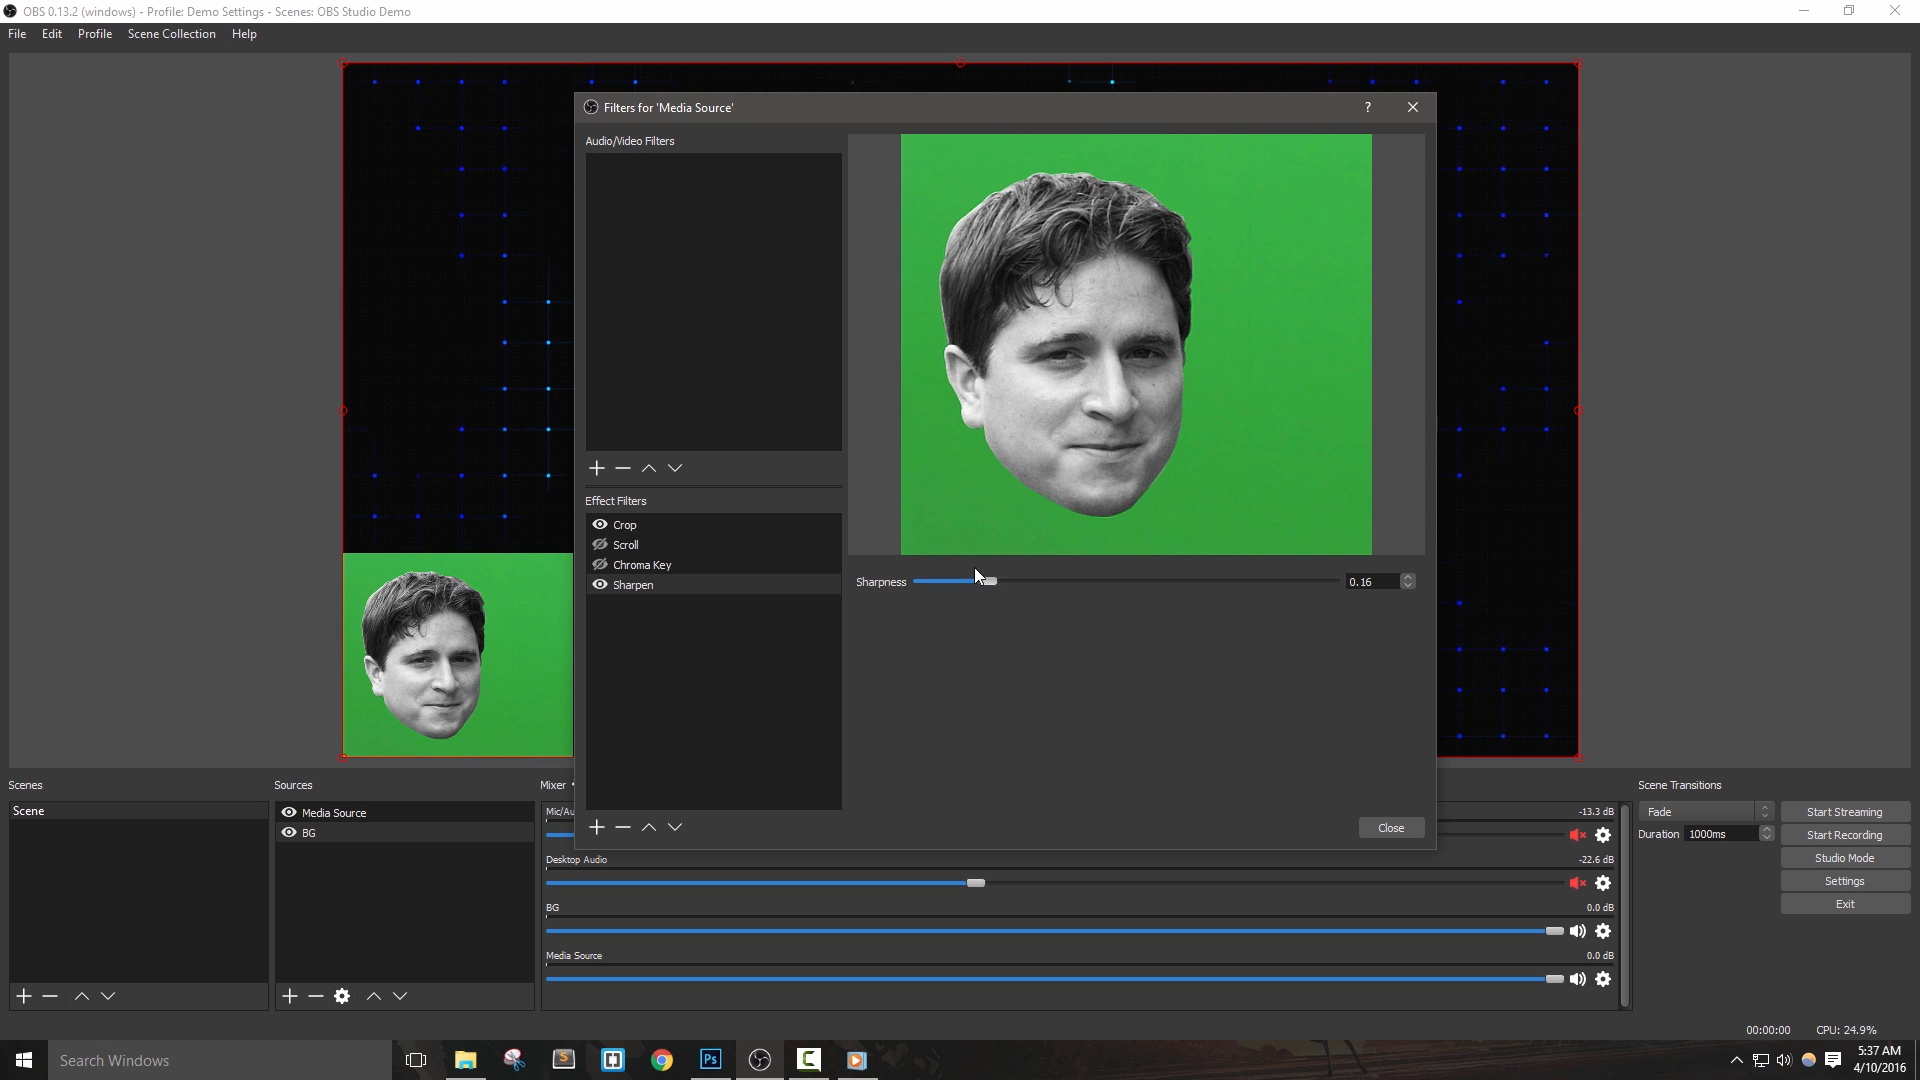 OBS 0.13.2 (windows) - Profile: Demo Settings - Scenes: OBS Studio Demo
File Edit Profile Scene Collection Help
Filters for 'Media Source'
?
Audio/Video Filters
Effect Filters
Crop
Scroll
Chroma Key
Sharpen
Sharpness 0.16
Close
Scenes
Scene
Sources
Media Source
BG
Mixer
Mic/Au
-13.3 dB
Desktop Audio -22.6 dB
BG 0.0 dB
Media Source 0.0 dB
Scene Transitions
Fade
Duration 1000ms
Start Streaming
Start Recording
Studio Mode
Settings
Exit
00:00:00 CPU: 24.9%
Search Windows
S
Ps
C
5:37 AM
4/10/2016